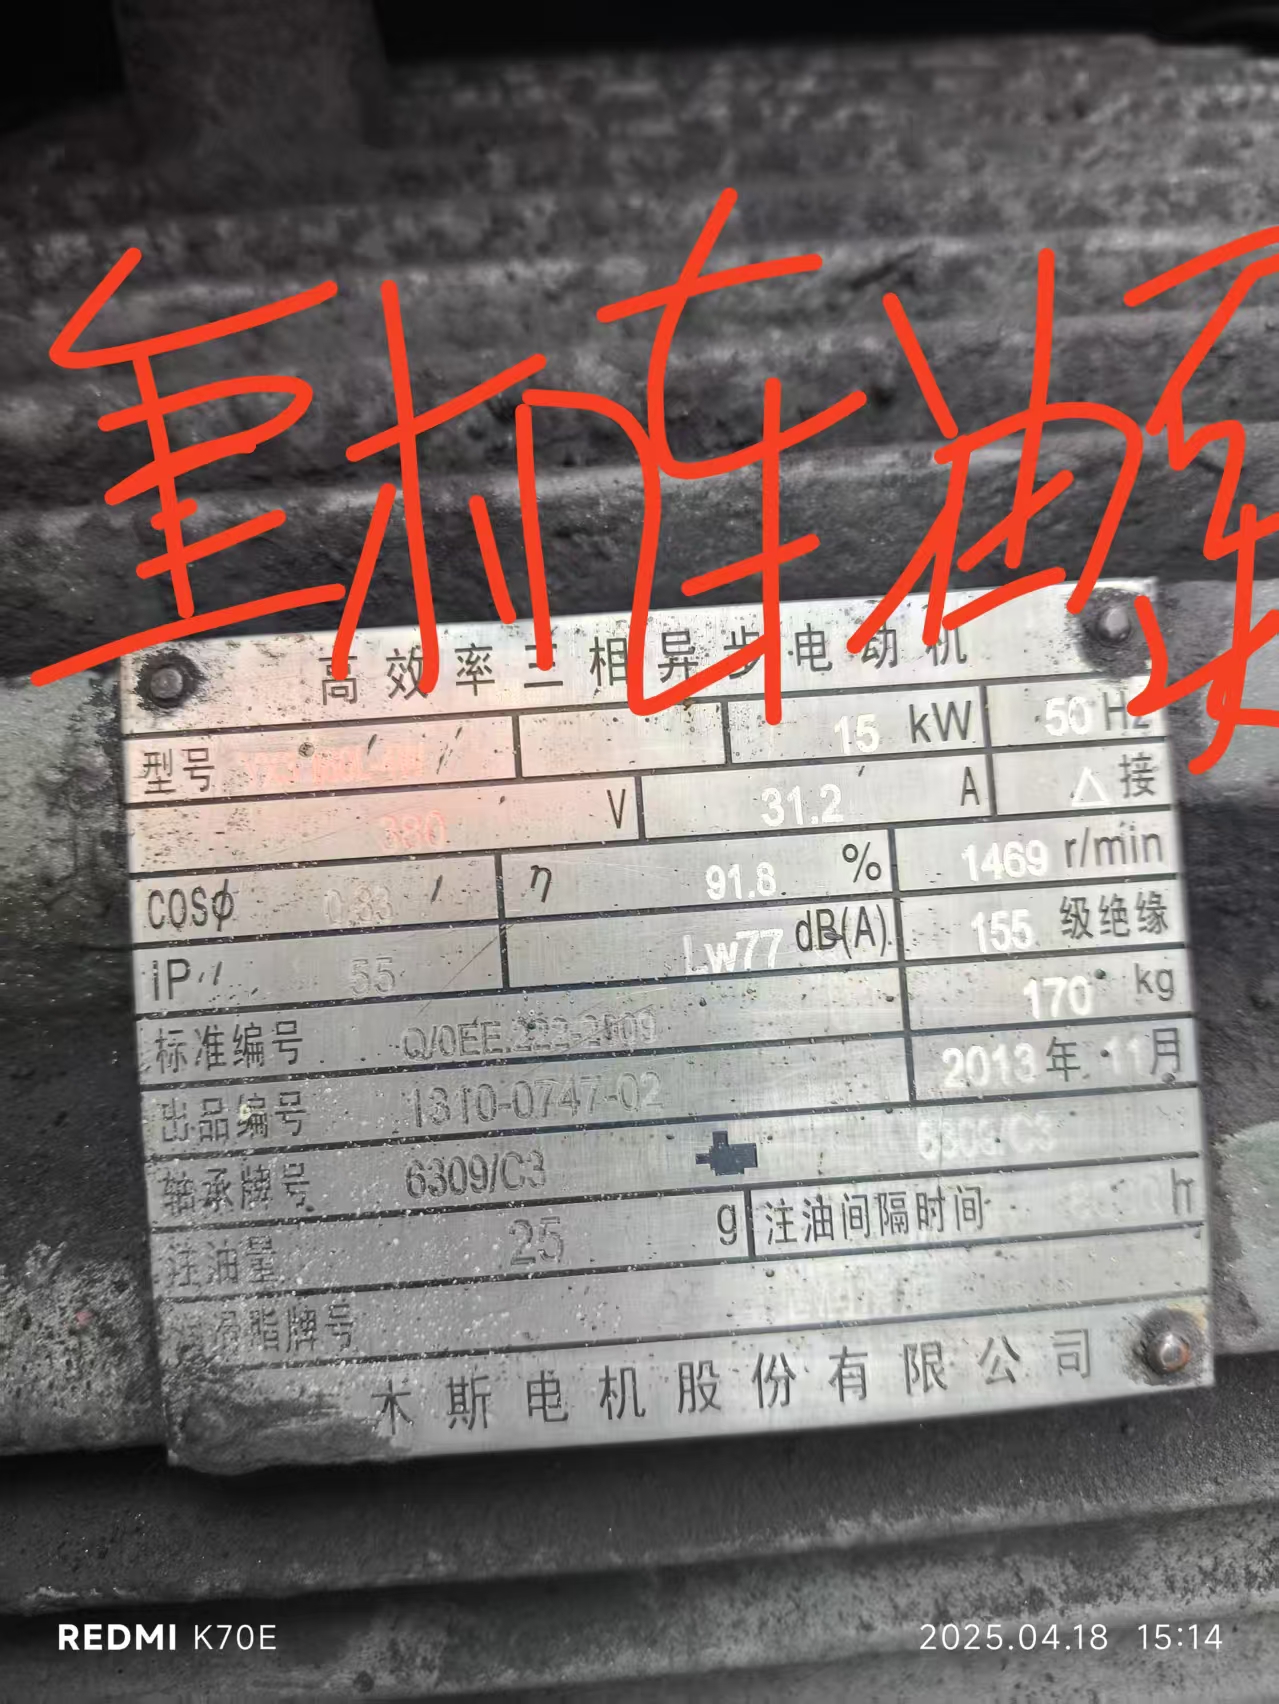 重机车油泵
高效率三相异步电动机
型号 15 kW 50 Hz
380 V 31.2 A △ 接
COSφ 0.83 η 91.8 % 1469 r/min
IP 55 Lw77 dB(A) 155 级绝缘
170 kg
标准编号 Q/0EE.222-2009
出品编号 1310-0747-02 2013年 11月
轴承牌号 6309/C3 6309/C3
注油量 25 g 注油间隔时间 h
脂牌号
木斯电机股份有限公司
REDMI K70E 2025.04.18 15:14